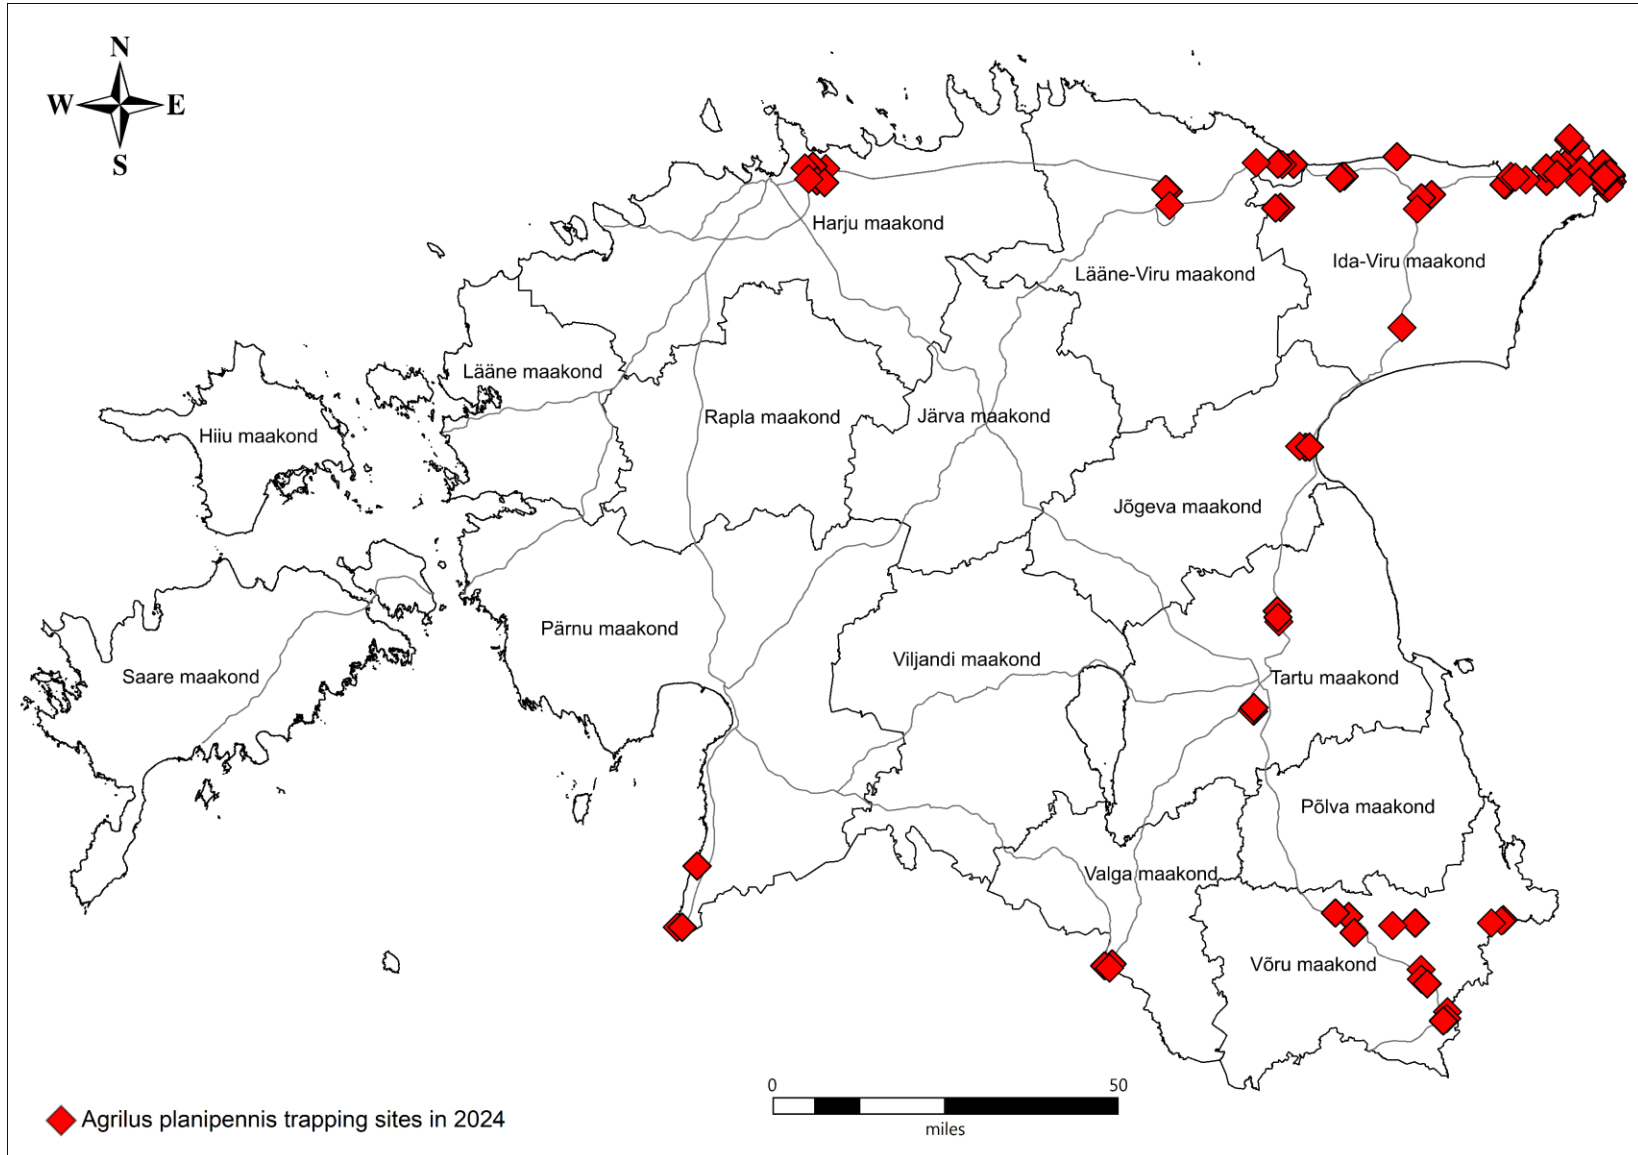 N
W E
S
Harju maakond
Ida-Viru maakond
Lääne-Viru maakond
Lääne maakond
Rapla maakond
Järva maakond
Hiiu maakond
Jõgeva maakond
Pärnu maakond
Viljandi maakond
Saare maakond
Tartu maakond
Põlva maakond
Valga maakond
Võru maakond
0 50
miles
Agrilus planipennis trapping sites in 2024